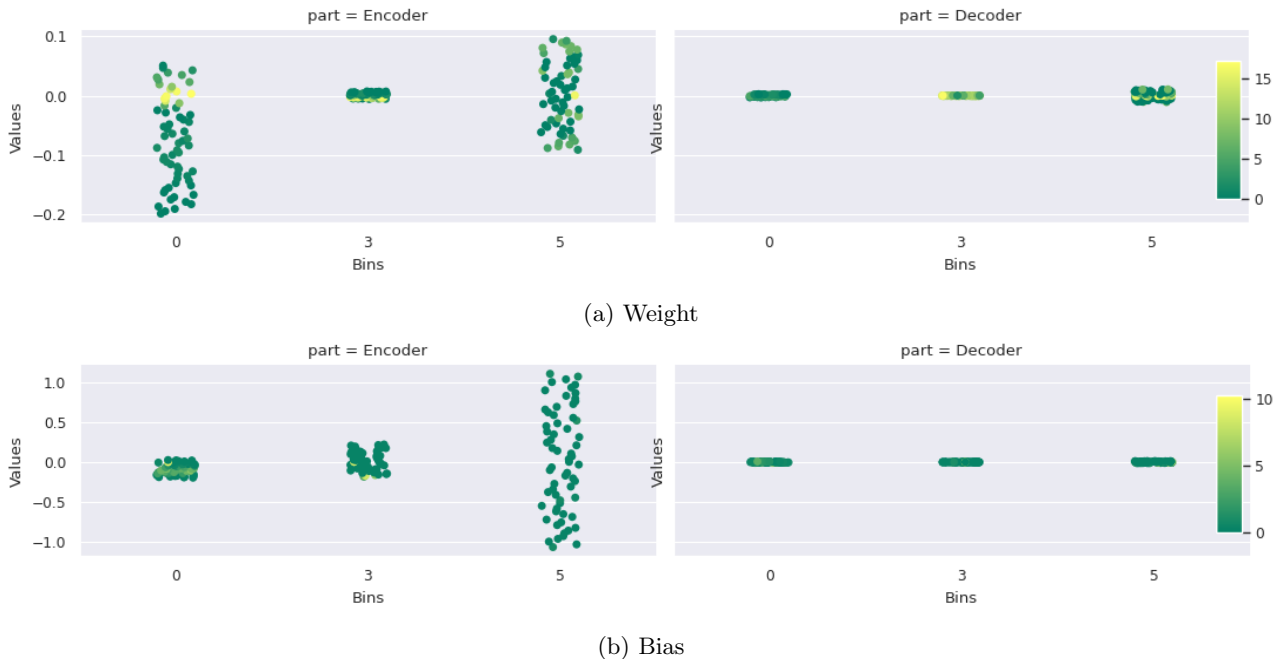 part = Encoder
part = Decoder
Values
0.1
0.0
−0.1
−0.2
0
3
5
Bins
Values
0
3
5
Bins
15
10
5
0
(a) Weight
part = Encoder
part = Decoder
Values
1.0
0.5
0.0
−0.5
−1.0
0
3
5
Bins
Values
0
3
5
Bins
10
5
0
(b) Bias